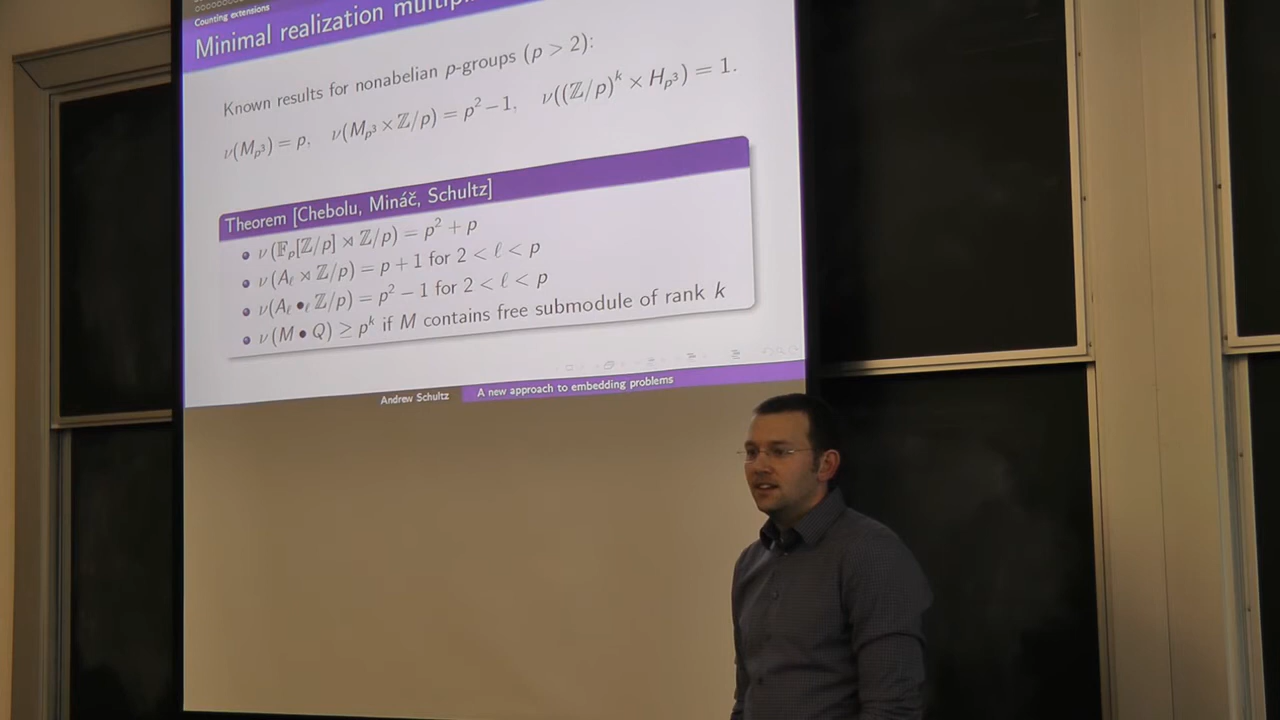 Counting extensions
Minimal realization
Known results for nonabelian p-groups (p > 2):
ν(M_{p^3}) = p, ν(M_{p^3} × ℤ/p) = p^2 − 1, ν((ℤ/p)^k × H_{p^3}) = 1.
Theorem [Chebolu, Mináč, Schultz]
• ν(𝔽_p[ℤ/p] ⋊ ℤ/p) = p^2 + p
• ν(A_ℓ ⋊ ℤ/p) = p + 1 for 2 < ℓ < p
• ν(A_ℓ •_ℓ ℤ/p) = p^2 − 1 for 2 < ℓ < p
• ν(M • Q) ≥ p^k if M contains free submodule of rank k
Andrew Schultz A new approach to embedding problems